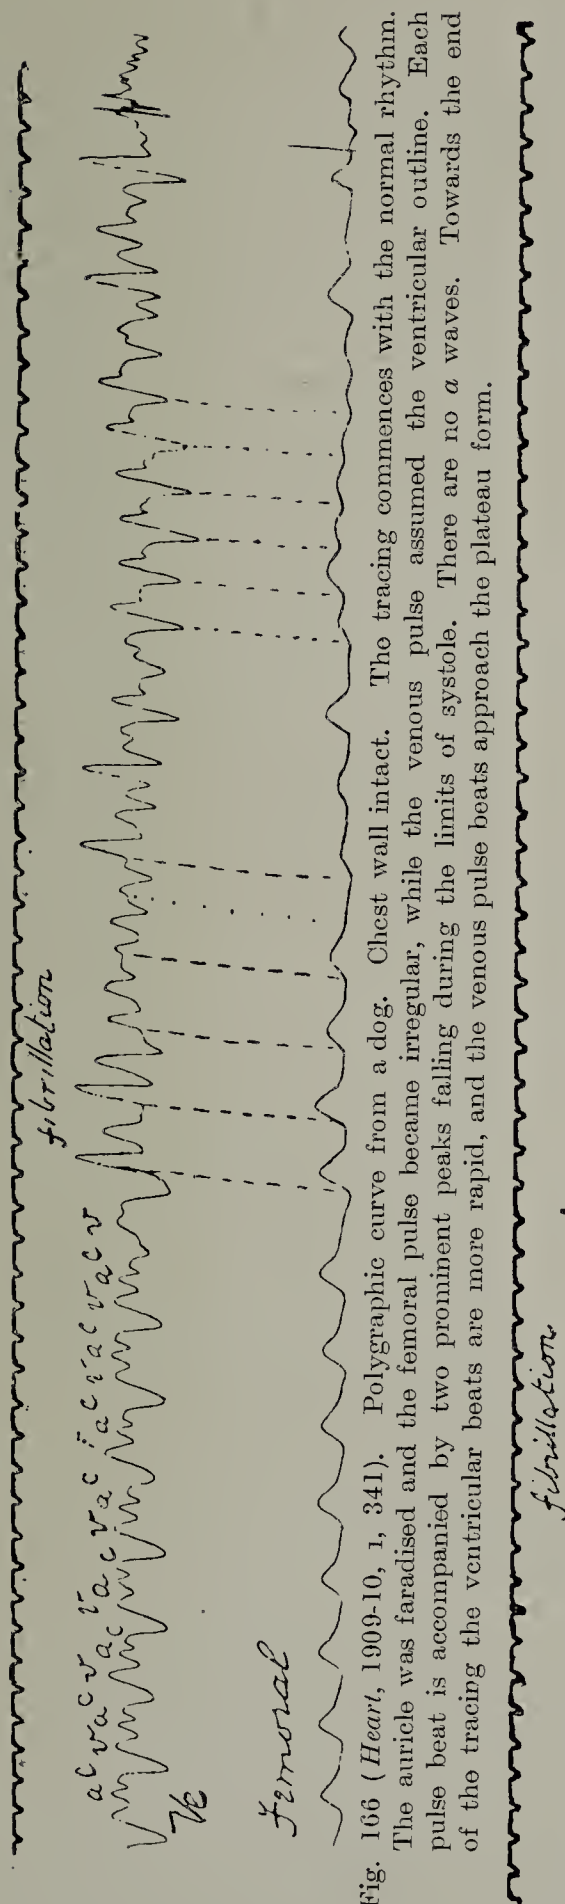 fibrillation
a c v a c v a c v a c v a c v a c v a c v a c v
Femoral
Fig. 166 (Heart, 1909-10, 1, 341). Polygraphic curve from a dog. Chest wall intact. The tracing commences with the normal rhythm.
The auricle was faradised and the femoral pulse became irregular, while the venous pulse assumed the ventricular outline. Each
pulse beat is accompanied by two prominent peaks falling during the limits of systole. There are no a waves. Towards the end
of the tracing the ventricular beats are more rapid, and the venous pulse beats approach the plateau form.
fibrillation